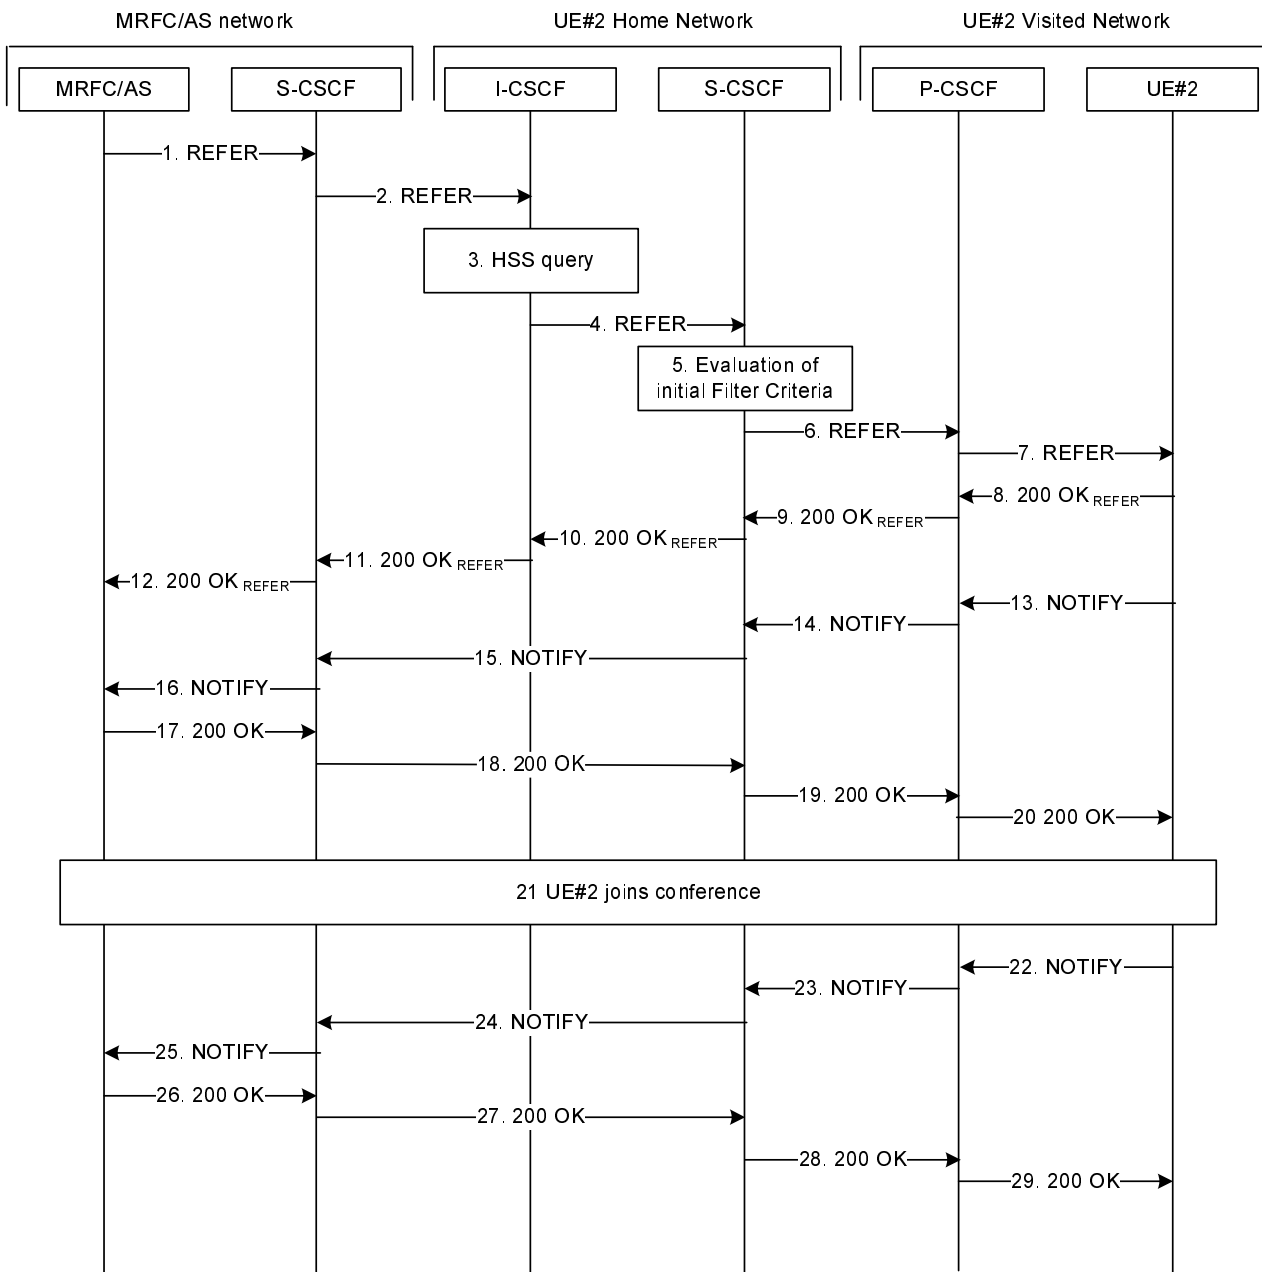 MRFC/AS network
UE#2 Home Network
UE#2 Visited Network
MRFC/AS
S-CSCF
I-CSCF
S-CSCF
P-CSCF
UE#2
1. REFER
2. REFER
3. HSS query
4. REFER
5. Evaluation of
initial Filter Criteria
6. REFER
7. REFER
8. 200 OK REFER
9. 200 OK REFER
10. 200 OK REFER
11. 200 OK REFER
12. 200 OK REFER
13. NOTIFY
14. NOTIFY
15. NOTIFY
16. NOTIFY
17. 200 OK
18. 200 OK
19. 200 OK
20 200 OK
21 UE#2 joins conference
22. NOTIFY
23. NOTIFY
24. NOTIFY
25. NOTIFY
26. 200 OK
27. 200 OK
28. 200 OK
29. 200 OK